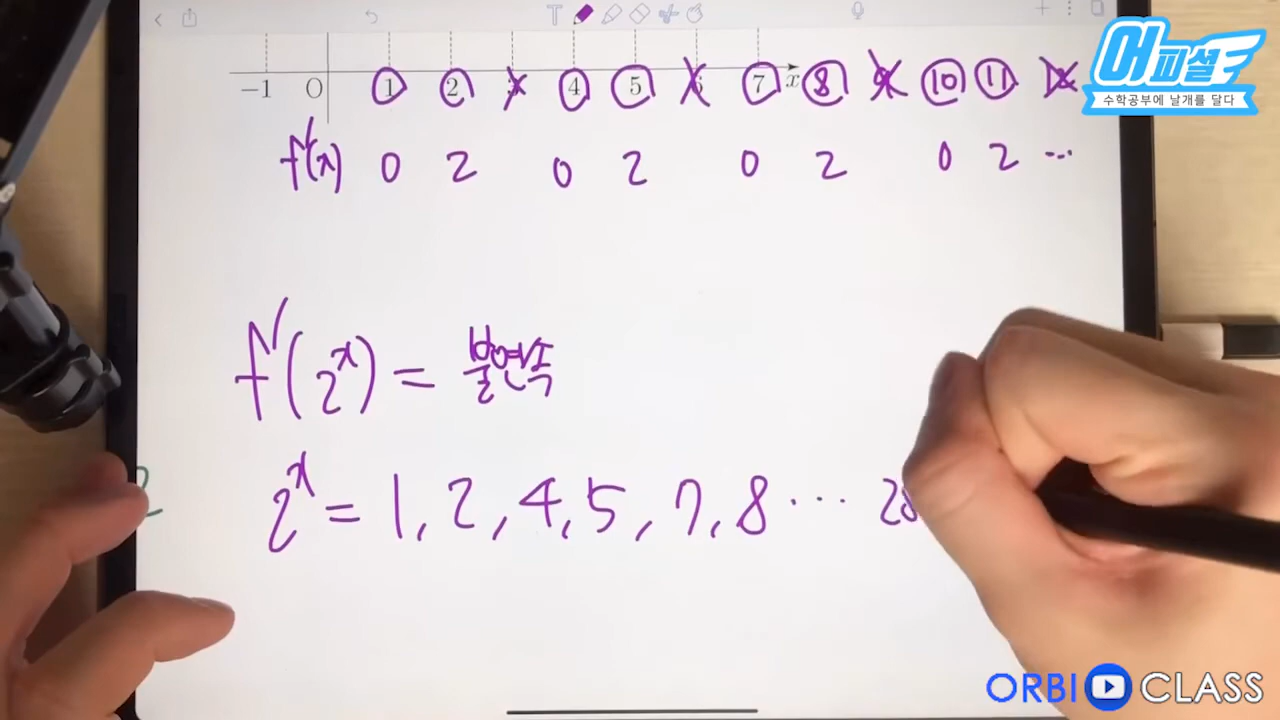 어피셜
수학공부에 날개를 달다
T
-1 O 1 2 3 4 5 6 7 x 8 9 10 11 12
f(x) 0 2 0 2 0 2 0 2 ...
f(2^x) = 불연속
2^x = 1, 2, 4, 5, 7, 8 ... 28
ORBI CLASS